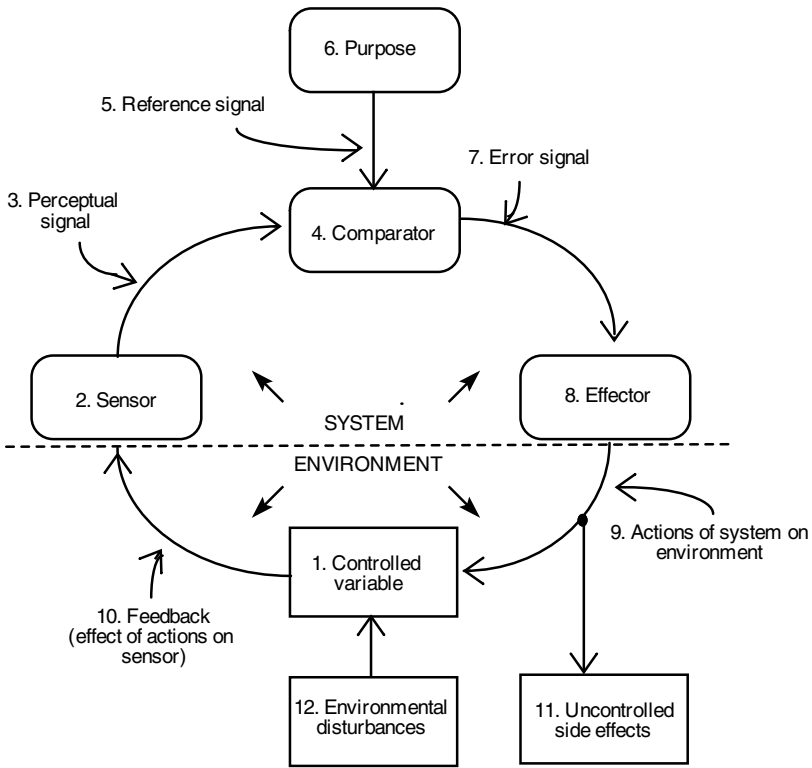 6. Purpose
5. Reference signal
7. Error signal
3. Perceptual
signal
4. Comparator
2. Sensor
8. Effector
SYSTEM
ENVIRONMENT
9. Actions of system on
environment
1. Controlled
variable
10. Feedback
(effect of actions on
sensor)
12. Environmental
disturbances
11. Uncontrolled
side effects